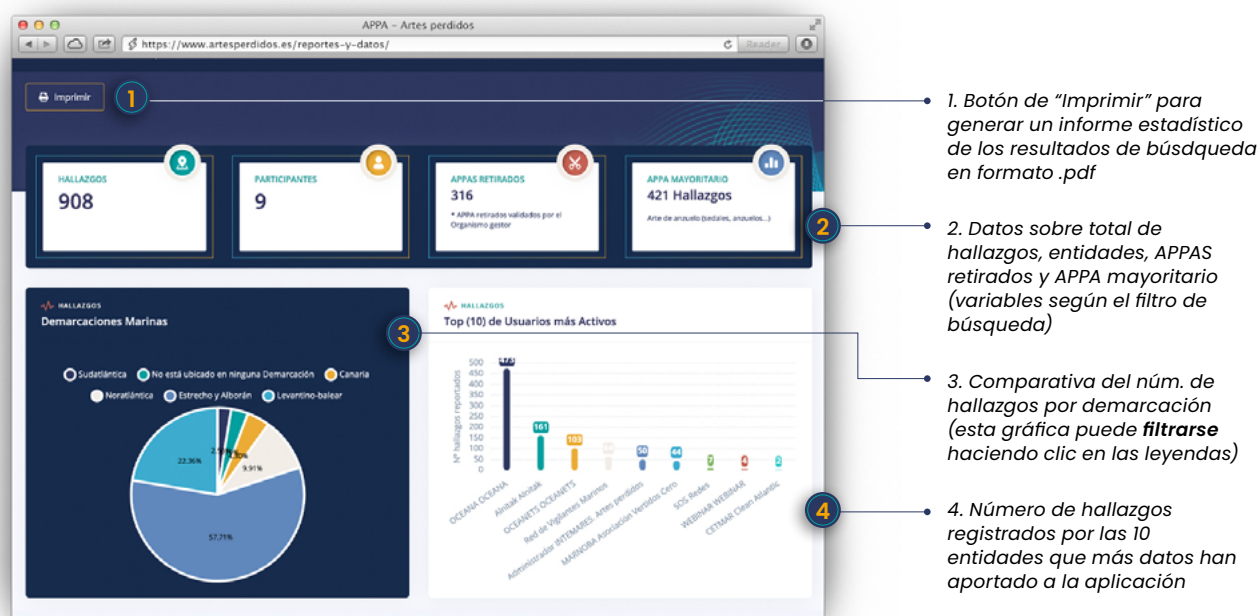 APPA – Artes perdidos
https://www.artesperdidos.es/reportes-y-datos/
Reader
Imprimir
1
HALLAZGOS
908
PARTICIPANTES
9
APPAS RETIRADOS
316
* APPA retirados validados por el
Organismo gestor
APPA MAYORITARIO
421 Hallazgos
Arte de anzuelo (sedales, anzuelos...)
2
HALLAZGOS
Demarcaciones Marinas
3
Sudatlántica
No está ubicado en ninguna Demarcación
Canaria
Noratlántica
Estrecho y Alborán
Levantino-balear
22.36%
9.91%
57.71%
HALLAZGOS
Top (10) de Usuarios más Activos
Nº hallazgos reportados
500
450
400
350
300
250
200
150
100
50
0
473
161
103
50
44
7
4
2
OCEANA OCEANA
Alnitak Alnitak
OCEANETS OCEANETS
Red de Vigilantes Marinos
Administrador INTEMARES. Artes perdidos
MARNOBA Asociación Vertidos Cero
SOS Redes
WEBINAR WEBINAR
CETMAR Clean Atlantic
4
1. Botón de “Imprimir” para
generar un informe estadístico
de los resultados de búsdqueda
en formato .pdf
2. Datos sobre total de
hallazgos, entidades, APPAS
retirados y APPA mayoritario
(variables según el filtro de
búsqueda)
3. Comparativa del núm. de
hallazgos por demarcación
(esta gráfica puede filtrarse
haciendo clic en las leyendas)
4. Número de hallazgos
registrados por las 10
entidades que más datos han
aportado a la aplicación